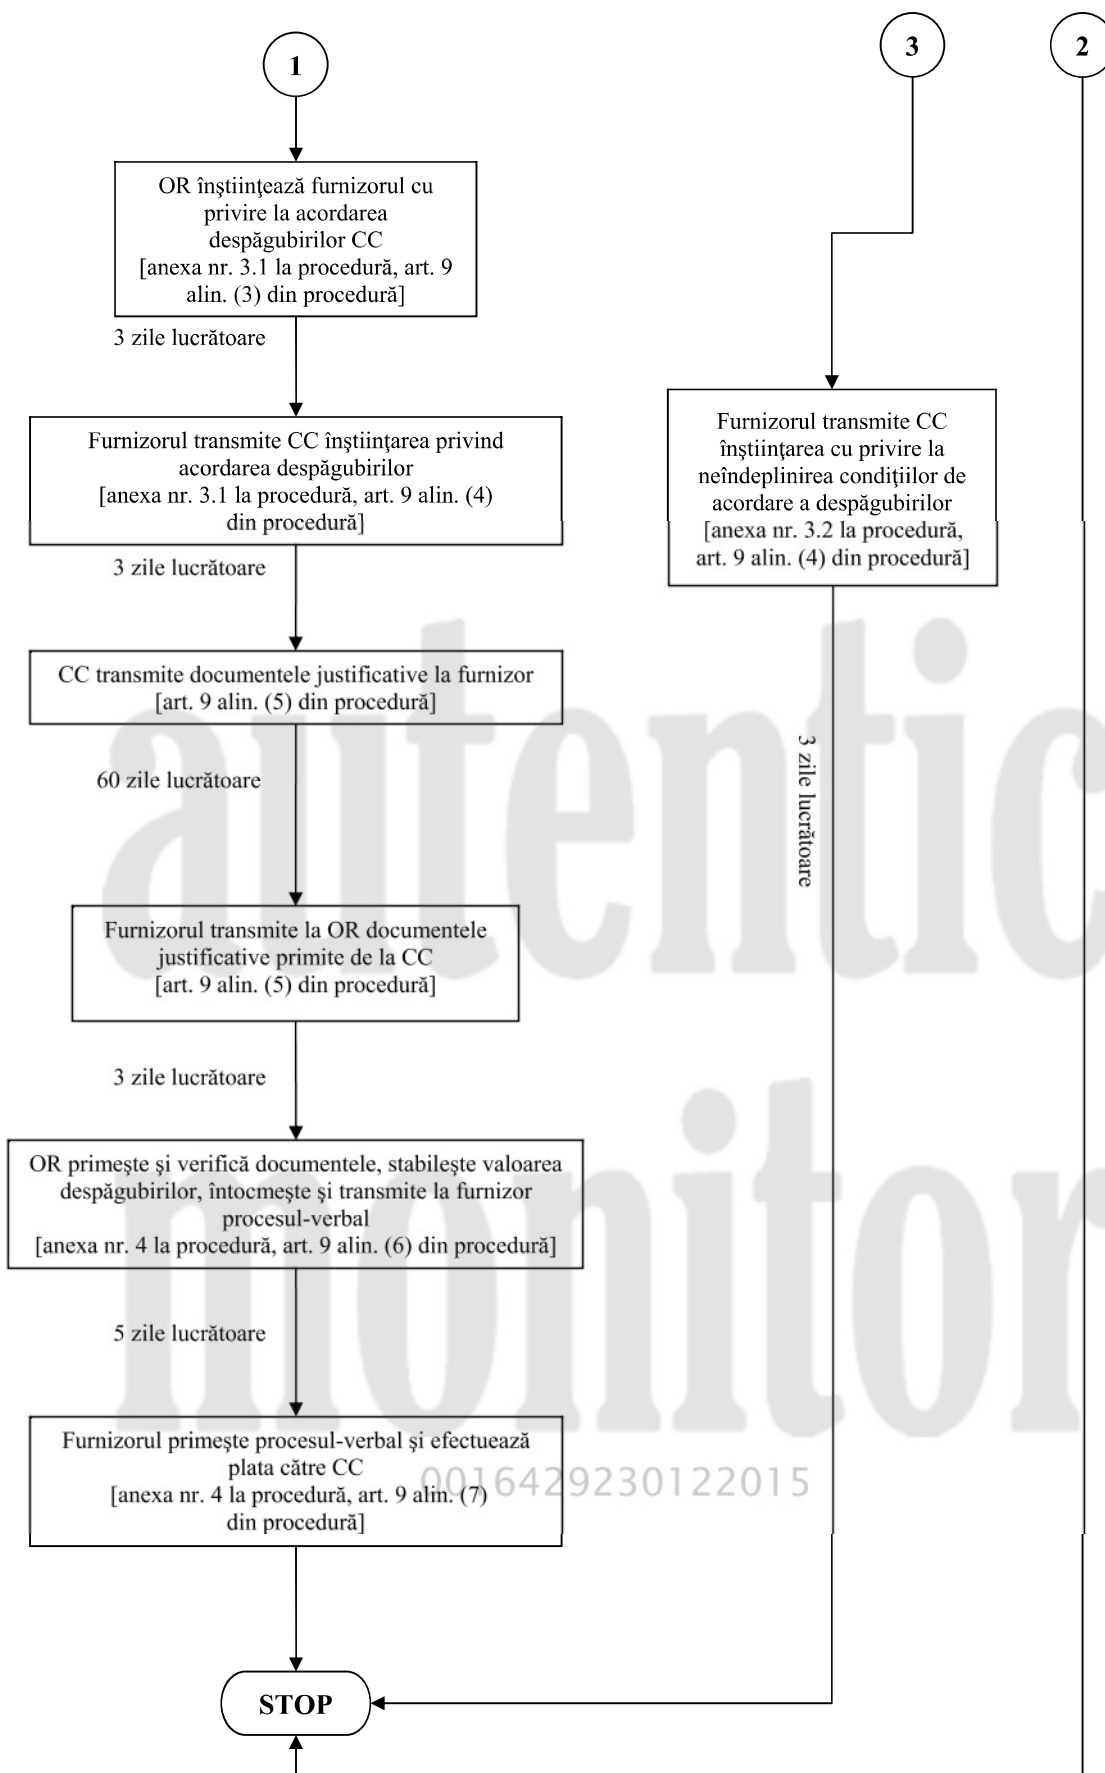 1
3
2
OR înştiinţează furnizorul cu
privire la acordarea
despăgubirilor CC
[anexa nr. 3.1 la procedură, art. 9
alin. (3) din procedură]
3 zile lucrătoare
Furnizorul transmite CC înştiinţarea privind
acordarea despăgubirilor
[anexa nr. 3.1 la procedură, art. 9 alin. (4)
din procedură]
3 zile lucrătoare
CC transmite documentele justificative la furnizor
[art. 9 alin. (5) din procedură]
60 zile lucrătoare
Furnizorul transmite la OR documentele
justificative primite de la CC
[art. 9 alin. (5) din procedură]
3 zile lucrătoare
OR primeşte şi verifică documentele, stabileşte valoarea
despăgubirilor, întocmeşte şi transmite la furnizor
procesul-verbal
[anexa nr. 4 la procedură, art. 9 alin. (6) din procedură]
5 zile lucrătoare
Furnizorul primeşte procesul-verbal şi efectuează
plata către CC
[anexa nr. 4 la procedură, art. 9 alin. (7)
din procedură]
Furnizorul transmite CC
înştiinţarea cu privire la
neîndeplinirea condiţiilor de
acordare a despăgubirilor
[anexa nr. 3.2 la procedură,
art. 9 alin. (4) din procedură]
3 zile lucrătoare
STOP
autentic
monitor
0016429230122015